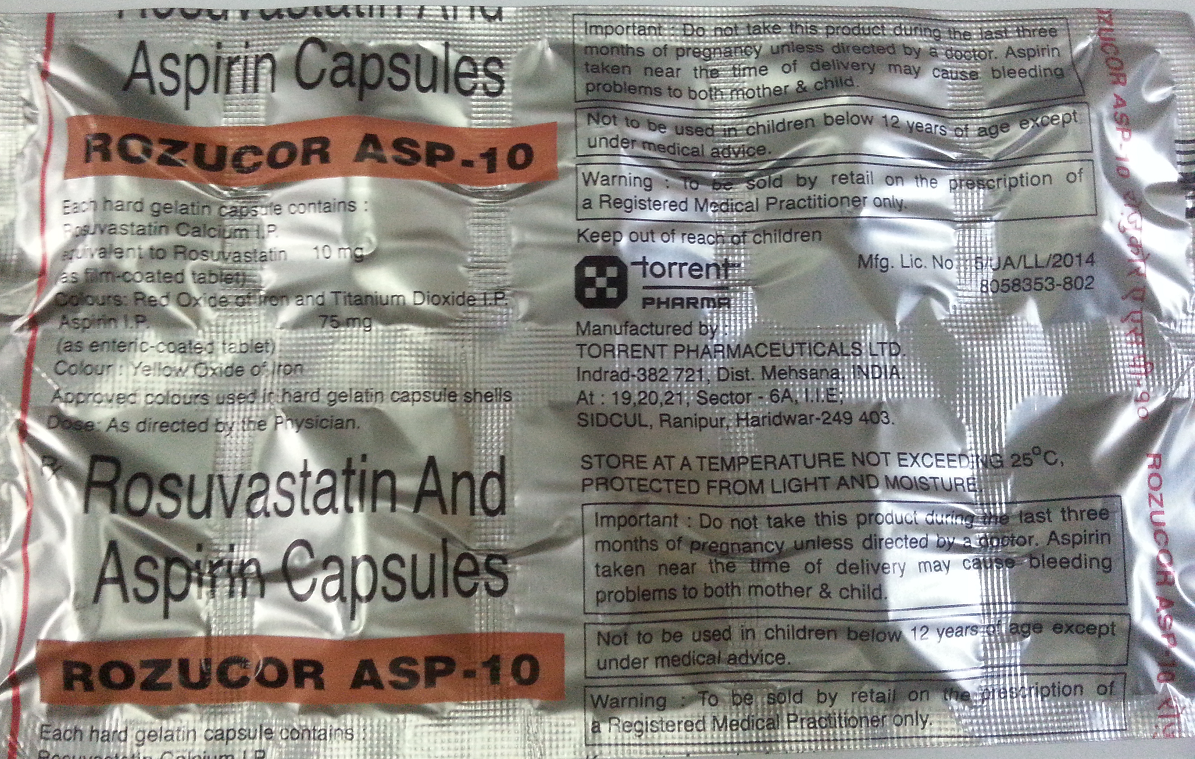 Rosuvastatin And
Aspirin Capsules
ROZUCOR ASP-10
Each hard gelatin capsule contains :
Rosuvastatin Calcium I.P.
equivalent to Rosuvastatin 10 mg
(as film-coated tablet)
Colours: Red Oxide of Iron and Titanium Dioxide I.P.
Aspirin I.P. 75 mg
(as enteric-coated tablet)
Colour : Yellow Oxide of Iron
Approved colours used in hard gelatin capsule shells
Dose: As directed by the Physician.
Rx
Rosuvastatin And
Aspirin Capsules
ROZUCOR ASP-10
Each hard gelatin capsule contains :
Rosuvastatin Calcium I.P.
Important : Do not take this product during the last three
months of pregnancy unless directed by a doctor. Aspirin
taken near the time of delivery may cause bleeding
problems to both mother & child.
Not to be used in children below 12 years of age except
under medical advice.
Warning : To be sold by retail on the prescription of
a Registered Medical Practitioner only.
Keep out of reach of children
torrent
PHARMA
Mfg. Lic. No. : 5/UA/LL/2014
8058353-802
Manufactured by :
TORRENT PHARMACEUTICALS LTD.
Indrad-382 721, Dist. Mehsana, INDIA.
At : 19,20,21, Sector - 6A, I.I.E;
SIDCUL, Ranipur, Haridwar-249 403.
STORE AT A TEMPERATURE NOT EXCEEDING 25°C,
PROTECTED FROM LIGHT AND MOISTURE
Important : Do not take this product during the last three
months of pregnancy unless directed by a doctor. Aspirin
taken near the time of delivery may cause bleeding
problems to both mother & child.
Not to be used in children below 12 years of age except
under medical advice.
Warning : To be sold by retail on the prescription of
a Registered Medical Practitioner only.
ROZUCOR ASP-10
ROZUCOR ASP-10